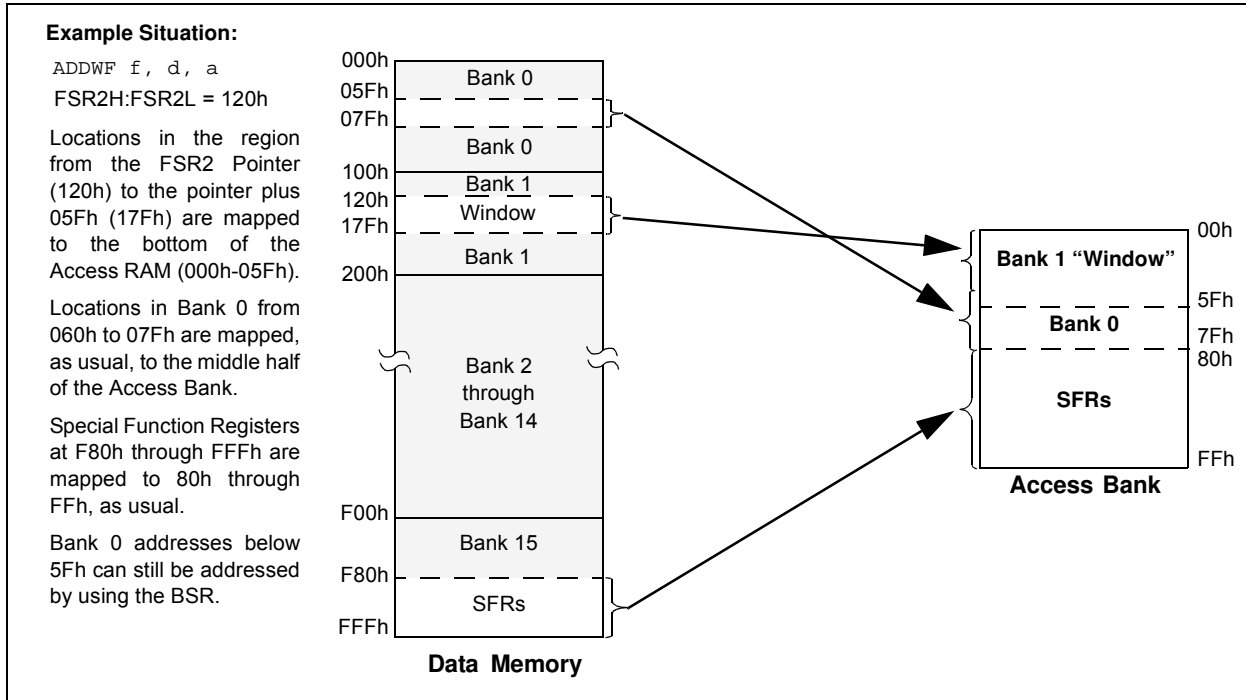 Example Situation:
ADDWF f, d, a
FSR2H:FSR2L = 120h
Locations in the region
from the FSR2 Pointer
(120h) to the pointer plus
05Fh (17Fh) are mapped
to the bottom of the
Access RAM (000h-05Fh).
Locations in Bank 0 from
060h to 07Fh are mapped,
as usual, to the middle half
of the Access Bank.
Special Function Registers
at F80h through FFFh are
mapped to 80h through
FFh, as usual.
Bank 0 addresses below
5Fh can still be addressed
by using the BSR.
000h
Bank 0
05Fh
07Fh
Bank 0
100h
Bank 1
120h
Window
17Fh
Bank 1
200h
Bank 2
through
Bank 14
F00h
Bank 15
F80h
SFRs
FFFh
Data Memory
00h
Bank 1 “Window”
5Fh
Bank 0
7Fh
80h
SFRs
FFh
Access Bank